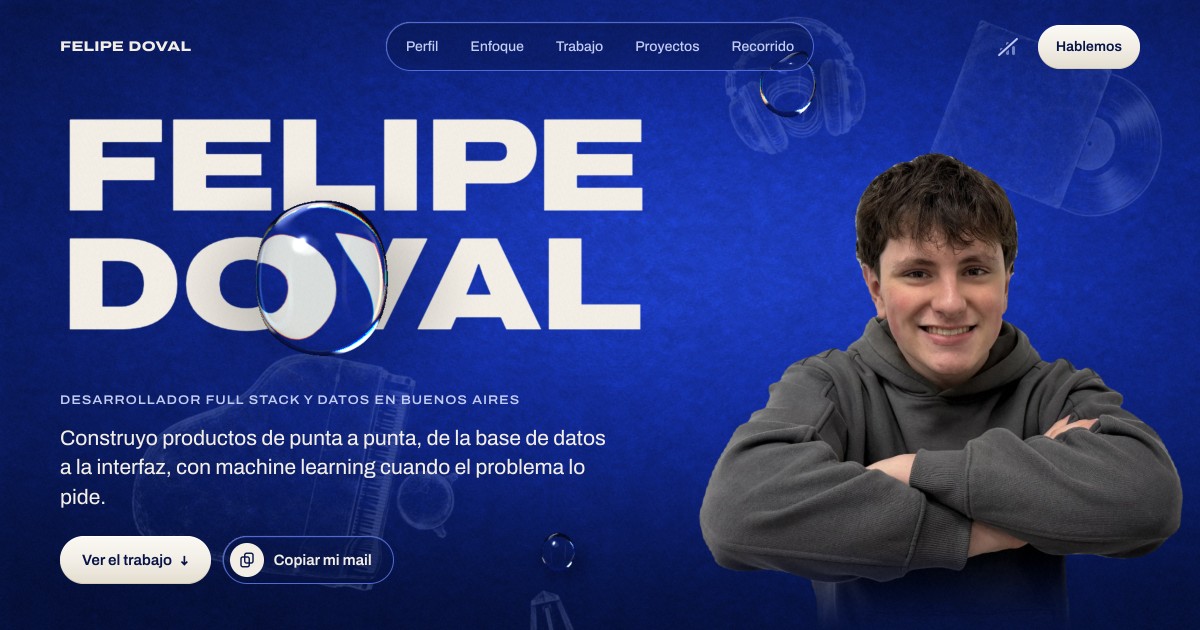 FELIPE DOVAL
Perfil
Enfoque
Trabajo
Proyectos
Recorrido
Hablemos
FELIPE
DOVAL
DESARROLLADOR FULL STACK Y DATOS EN BUENOS AIRES
Construyo productos de punta a punta, de la base de datos
a la interfaz, con machine learning cuando el problema lo
pide.
Ver el trabajo ↓
Copiar mi mail